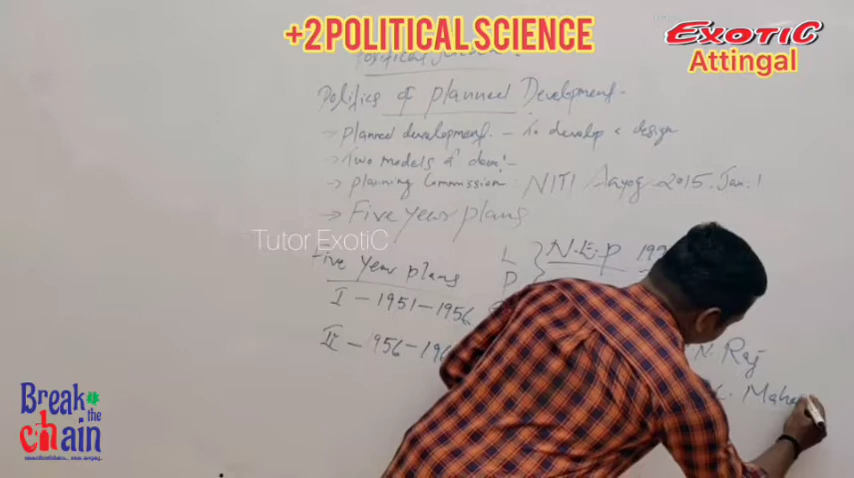 +2 POLITICAL SCIENCE
EXOTIC
Attingal
Politics of planned Development-
→ planned development. - To develop a design
→ Two models of deve!-
→ planning Commission NITI Aayog 2015. Jan. 1
→ Five Year plans
Tutor ExotiC
Five Year plans
L
P
N.E.P
I - 1951-1956
II - 1956-196
N. Raj
Break the chain